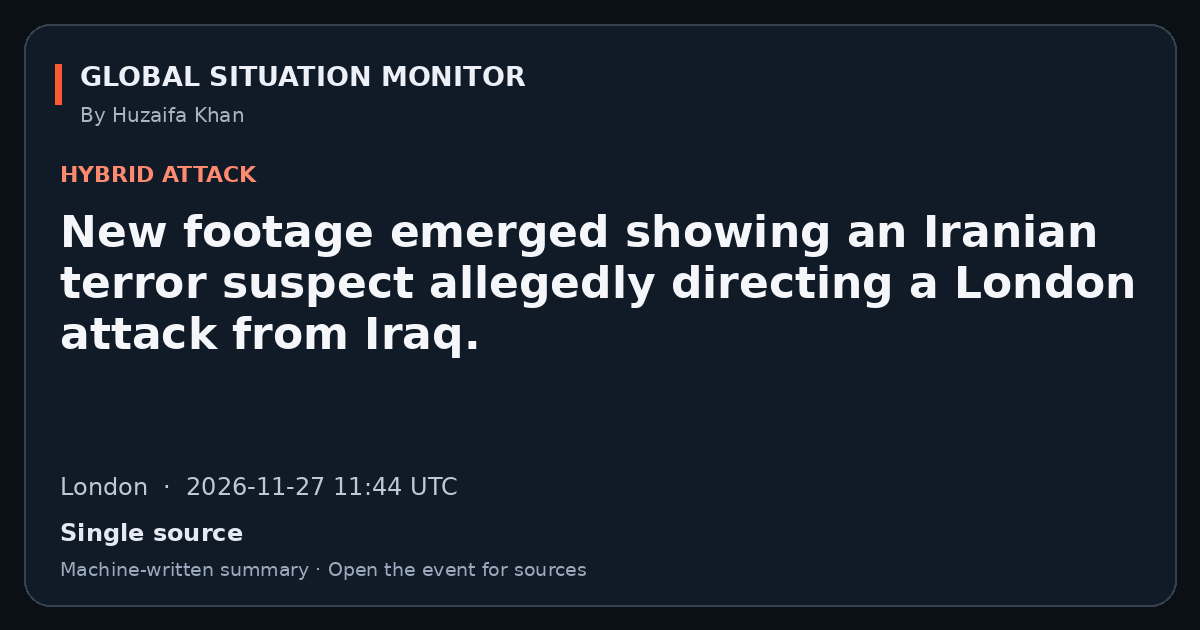 GLOBAL SITUATION MONITOR
By Huzaifa Khan
HYBRID ATTACK
New footage emerged showing an Iranian
terror suspect allegedly directing a London
attack from Iraq.
London · 2026-11-27 11:44 UTC
Single source
Machine-written summary · Open the event for sources